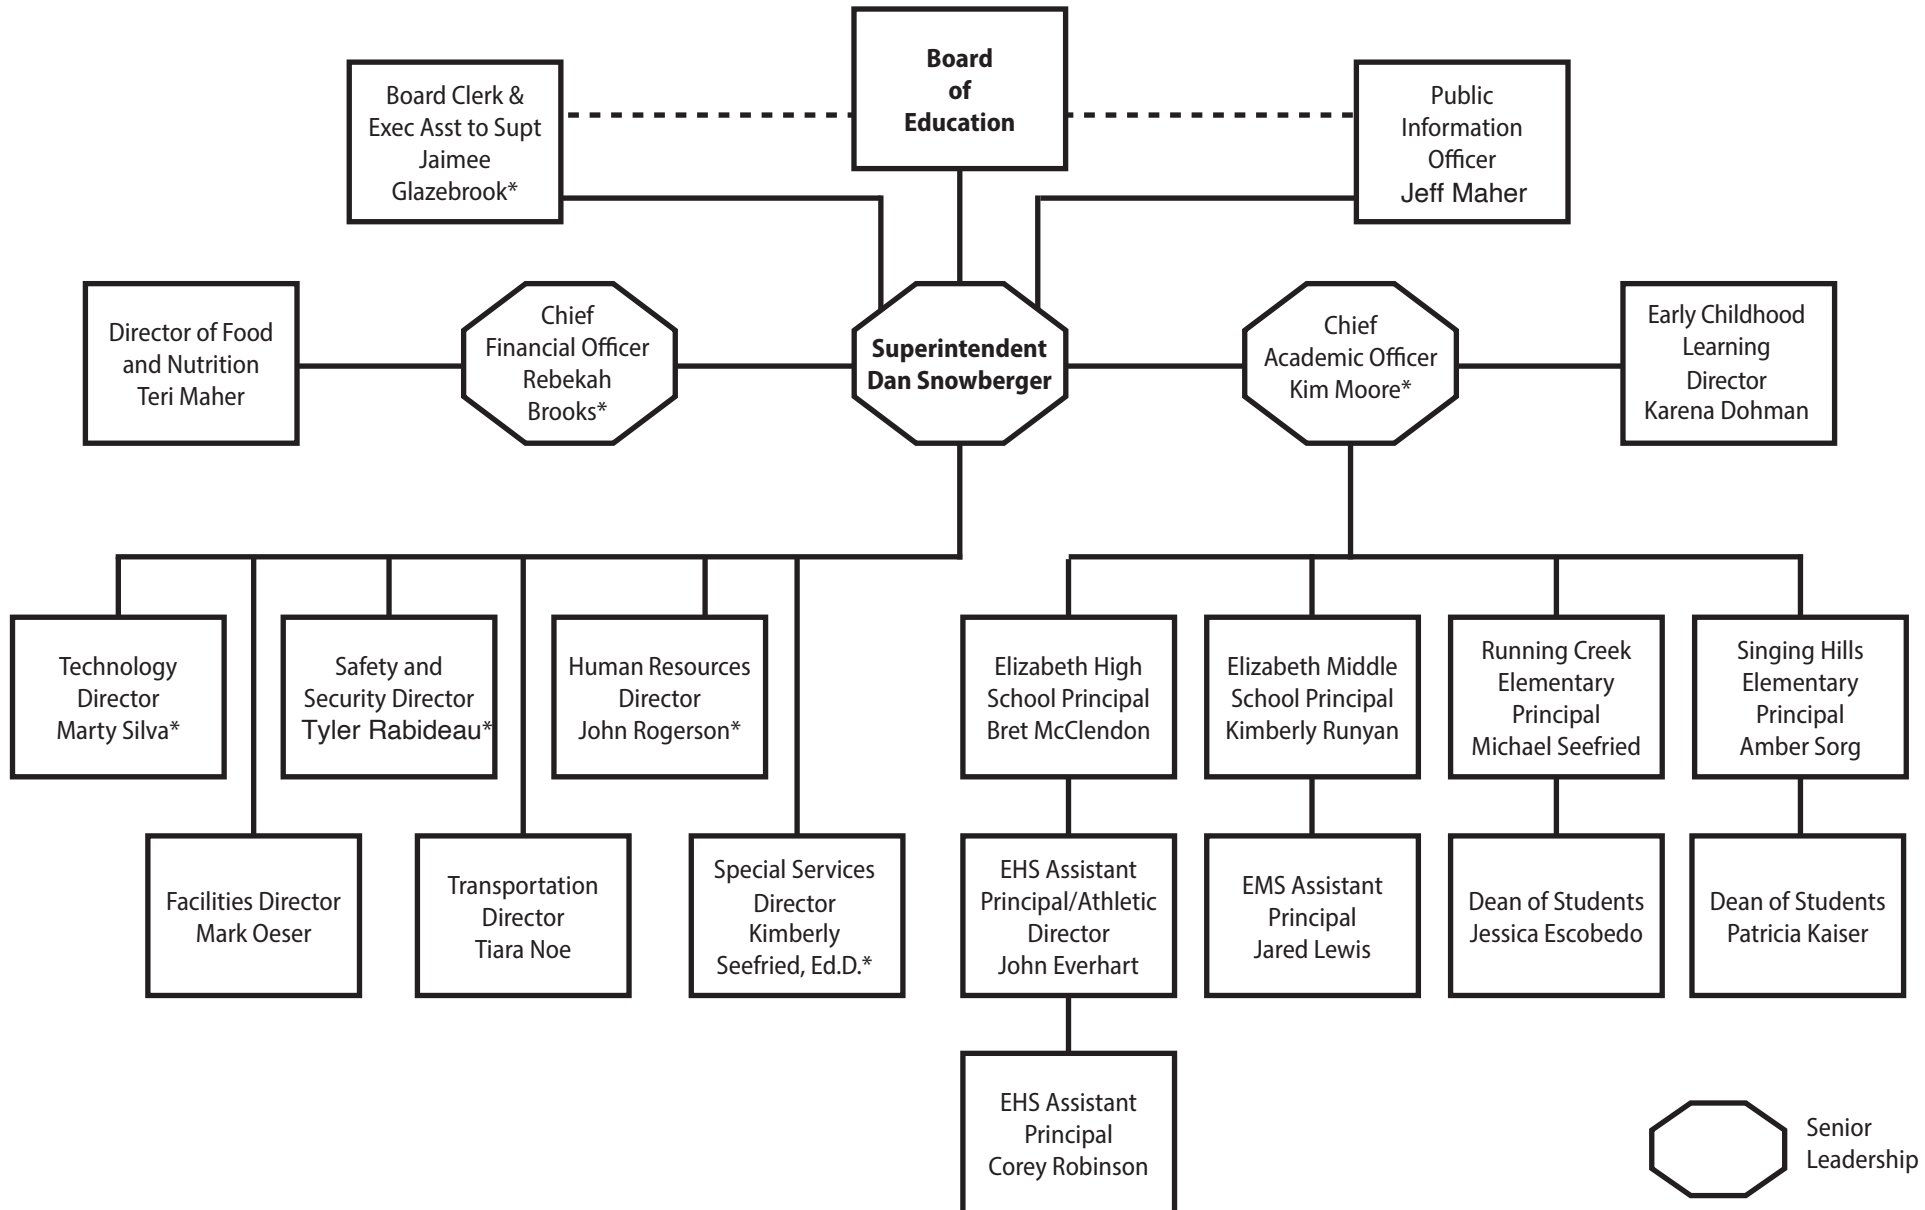 Board
of
Education
Board Clerk &
Exec Asst to Supt
Jaimee
Glazebrook*
Public
Information
Officer
Jeff Maher
Director of Food
and Nutrition
Teri Maher
Chief
Financial Officer
Rebekah
Brooks*
Superintendent
Dan Snowberger
Chief
Academic Officer
Kim Moore*
Early Childhood
Learning
Director
Karena Dohman
Technology
Director
Marty Silva*
Safety and
Security Director
Tyler Rabideau*
Human Resources
Director
John Rogerson*
Elizabeth High
School Principal
Bret McClendon
Elizabeth Middle
School Principal
Kimberly Runyan
Running Creek
Elementary
Principal
Michael Seefried
Singing Hills
Elementary
Principal
Amber Sorg
Facilities Director
Mark Oeser
Transportation
Director
Tiara Noe
Special Services
Director
Kimberly
Seefried, Ed.D.*
EHS Assistant
Principal/Athletic
Director
John Everhart
EMS Assistant
Principal
Jared Lewis
Dean of Students
Jessica Escobedo
Dean of Students
Patricia Kaiser
EHS Assistant
Principal
Corey Robinson
Senior
Leadership